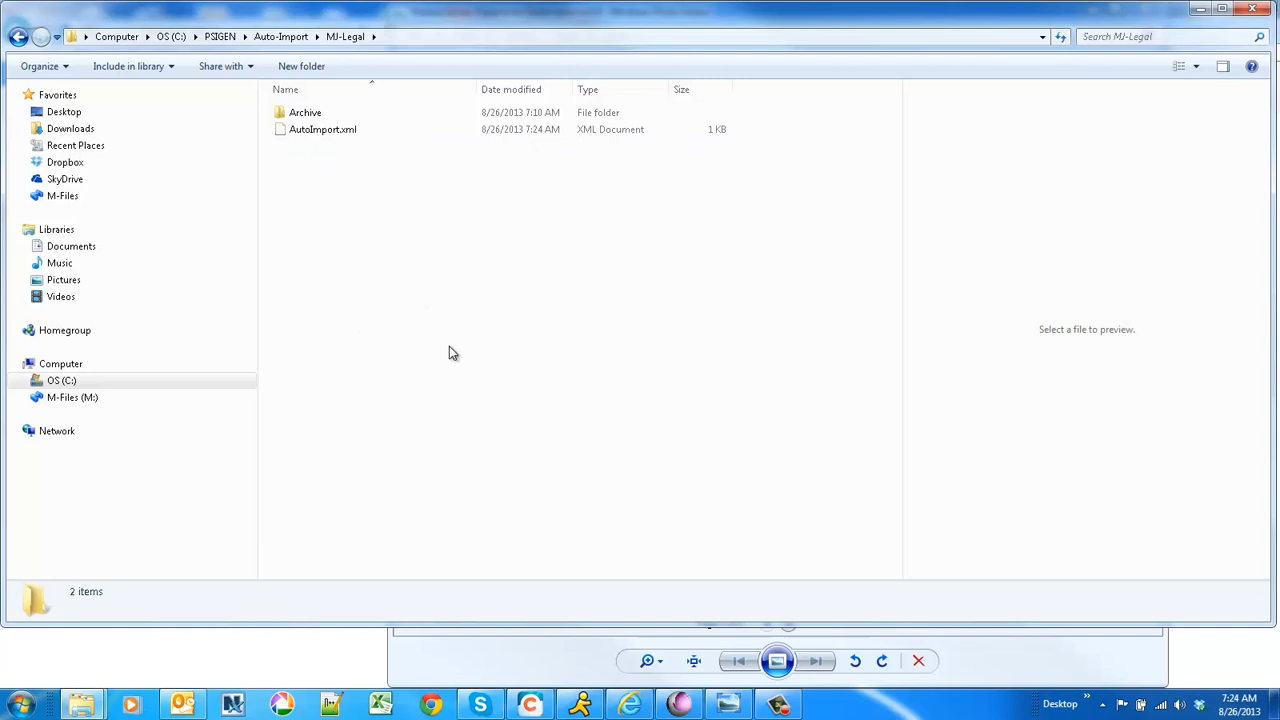 Computer OS (C:) PSIGEN Auto-Import MJ-Legal Search MJ-Legal
Organize Include in library Share with New folder
Name Date modified Type Size
Archive 8/26/2013 7:10 AM File folder
AutoImport.xml 8/26/2013 7:24 AM XML Document 1 KB
Favorites
Desktop
Downloads
Recent Places
Dropbox
SkyDrive
M-Files
Libraries
Documents
Music
Pictures
Videos
Homegroup
Computer
OS (C:)
M-Files (M:)
Network
Select a file to preview.
2 items
Desktop
7:24 AM
8/26/2013